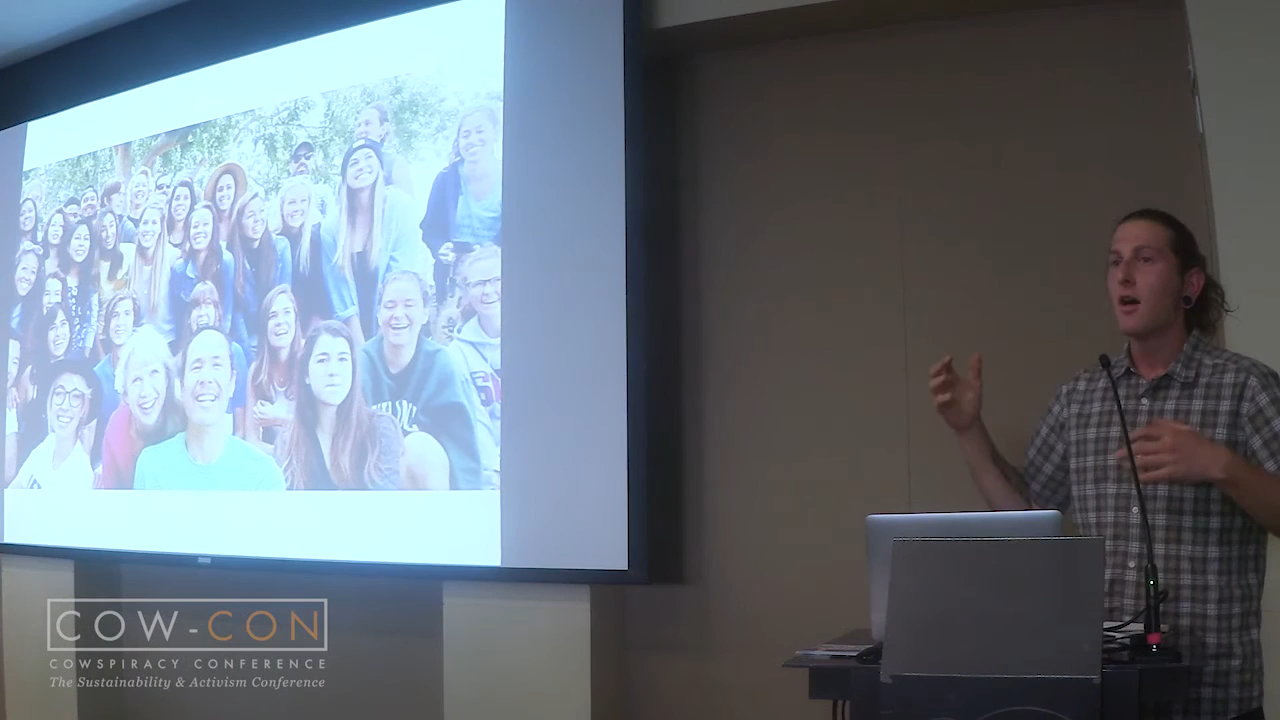 COW-CON
COWSPIRACY CONFERENCE
The Sustainability & Activism Conference